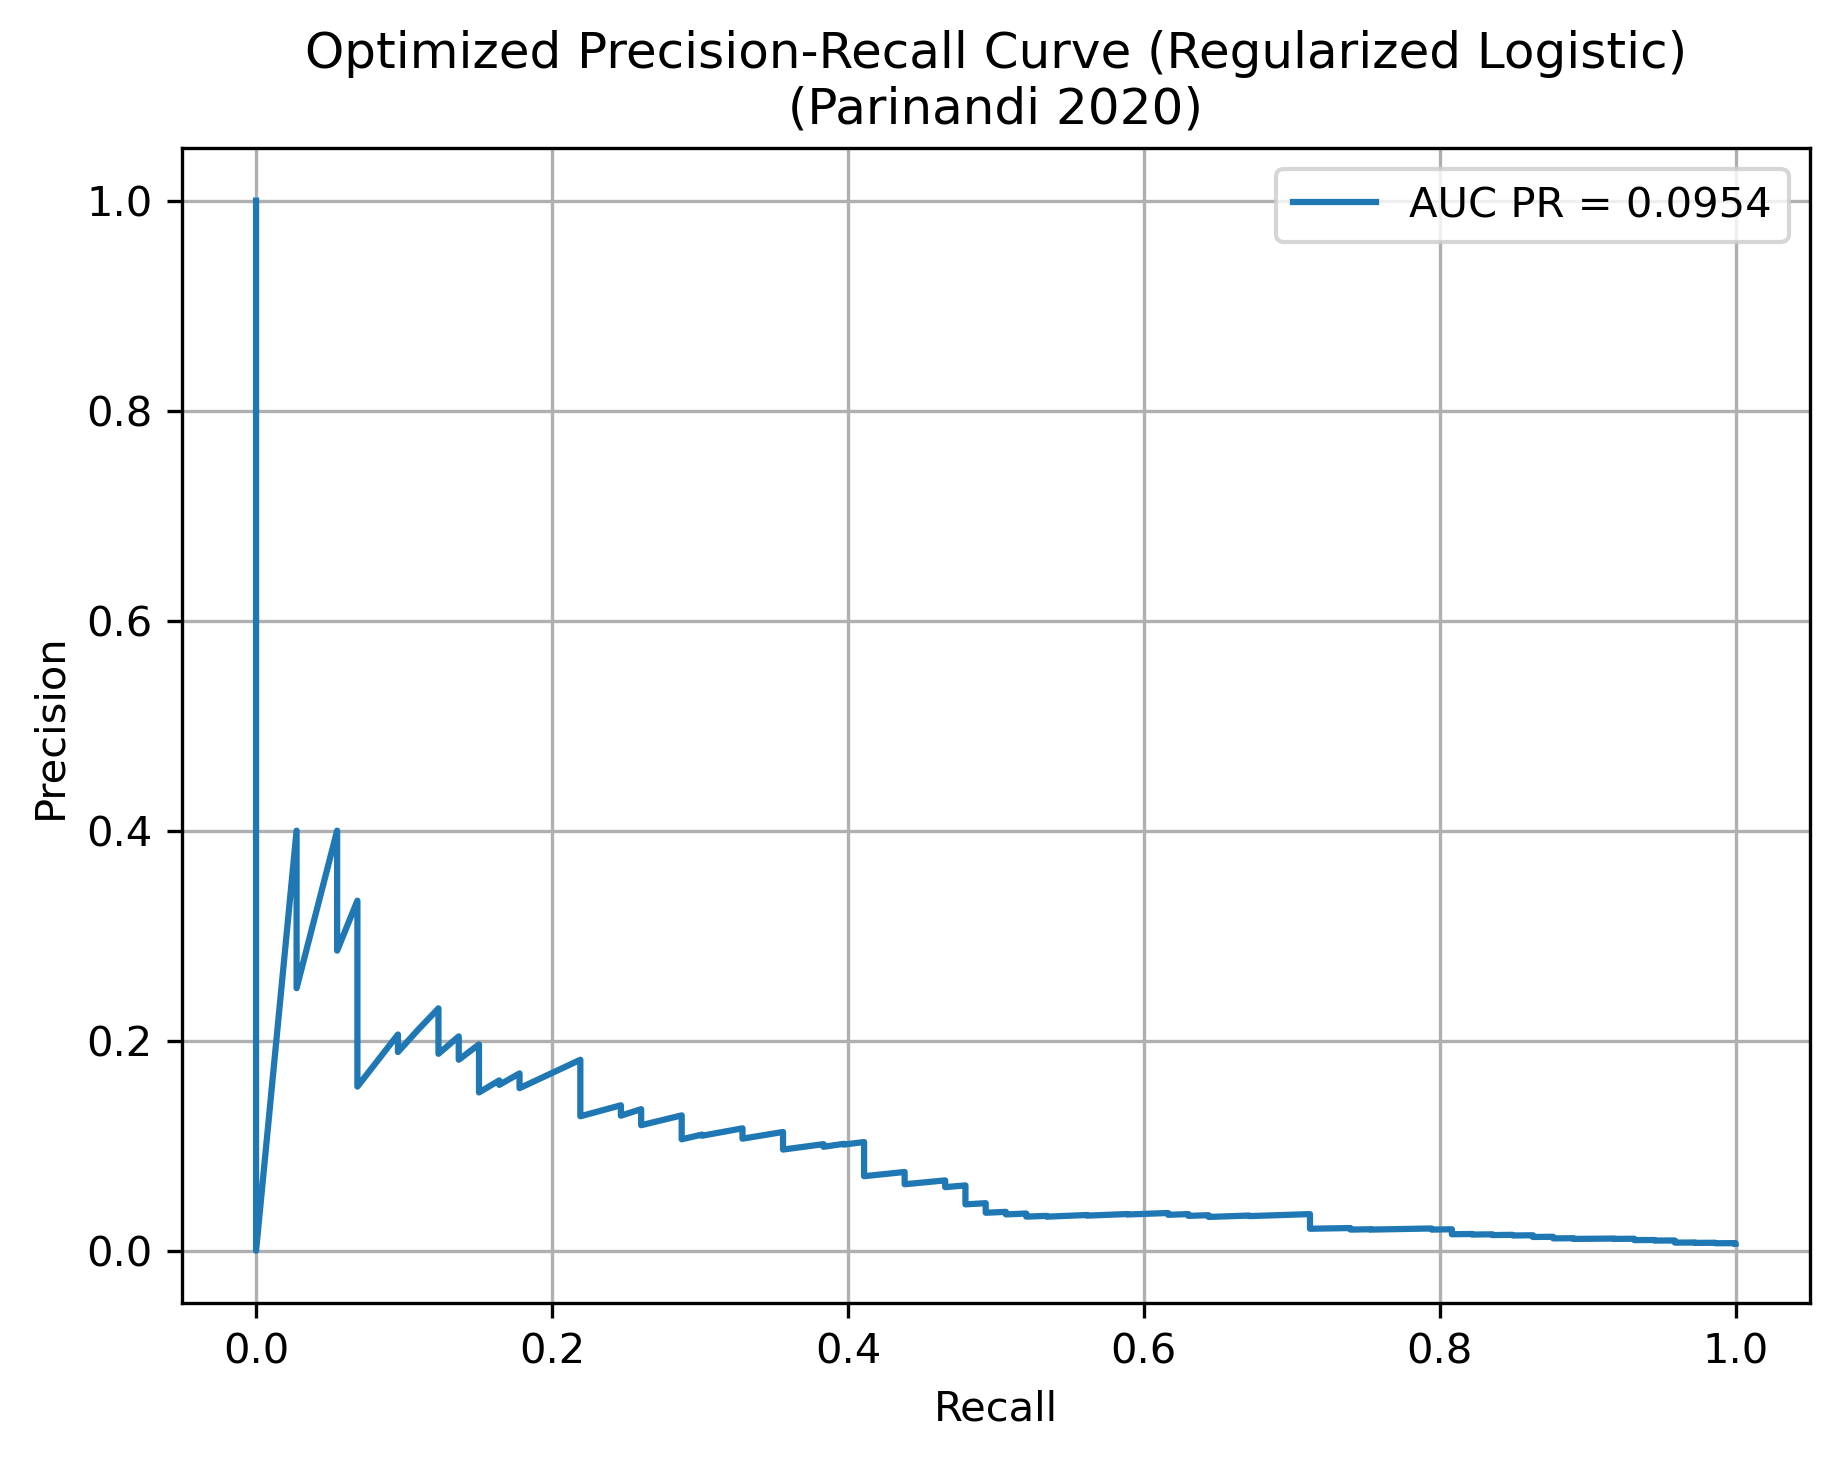 Optimized Precision-Recall Curve (Regularized Logistic)
(Parinandi 2020)
AUC PR = 0.0954
1.0
0.8
0.6
0.4
0.2
0.0
Precision
0.0 0.2 0.4 0.6 0.8 1.0
Recall